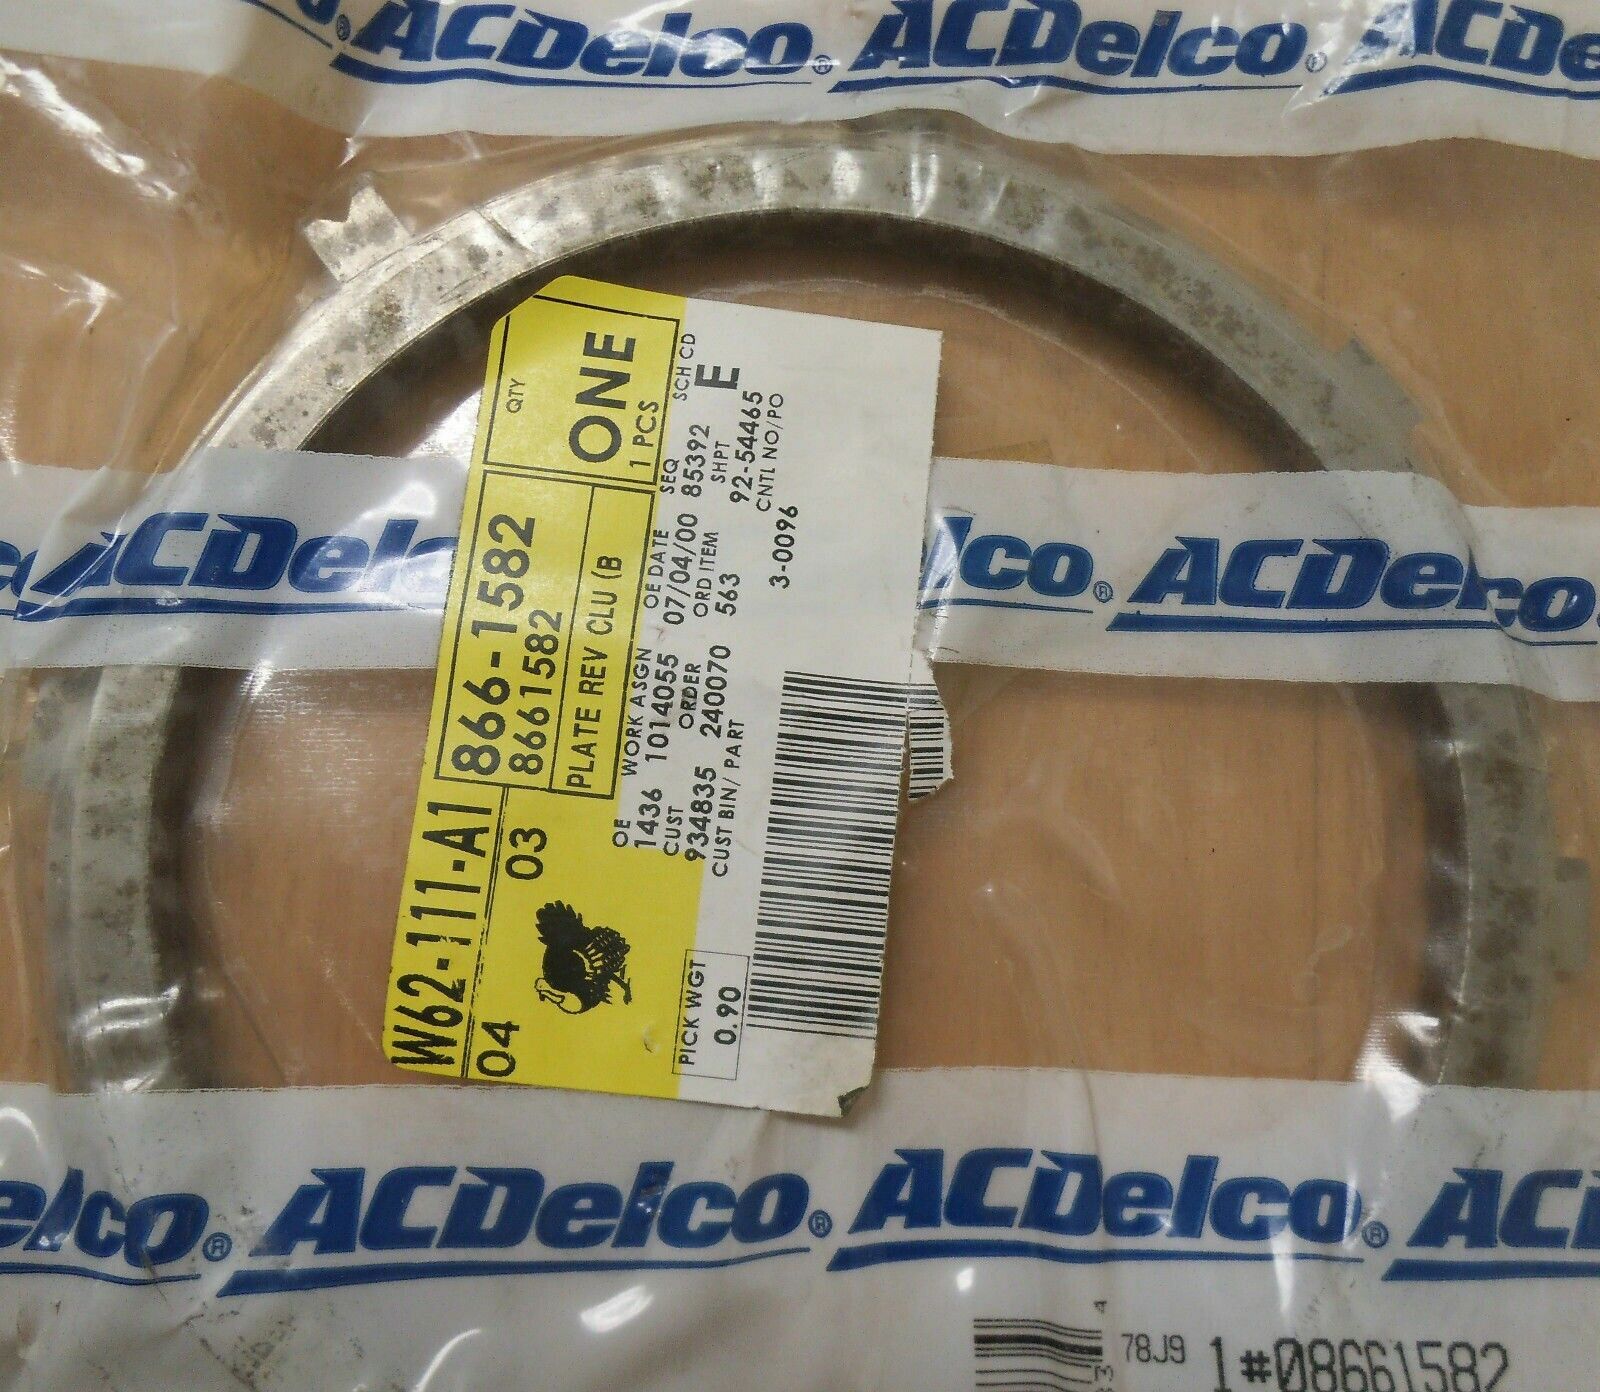 ACDelco® ACDelco® ACDe
W62-111-A1 866-1582 QTY
04 03 8661582 ONE
PLATE REV CLU (B 1 PCS
OE WORK ASGN OE DATE SEQ SCH CD
1436 1014055 07/04/00 85392 E
CUST ORDER ORD ITEM SHPT
934835 240070 563 92-54465
CUST BIN/ PART CNTL NO/PO
3-0096
PICK WGT
0.90
ACDelco lco® ACDelco
elco® ACDelco® ACDelco® ACD
78J9 1#08661582